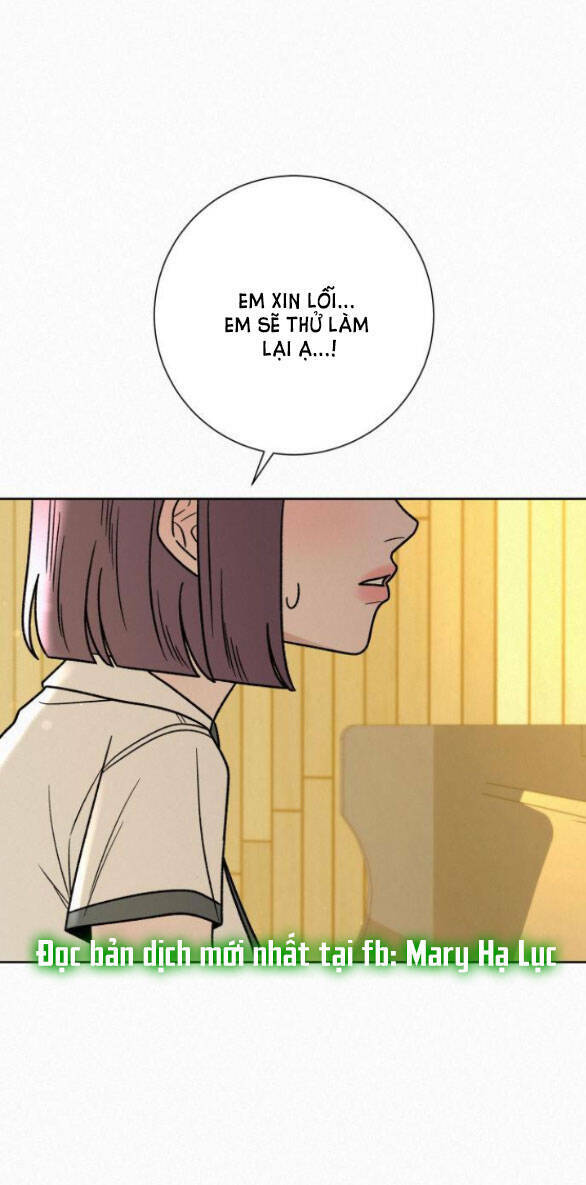 EM XIN LỖI...
EM SẼ THỬ LÀM
LẠI Ạ...!
Đọc bản dịch mới nhất tại fb: Mary Hạ Lục